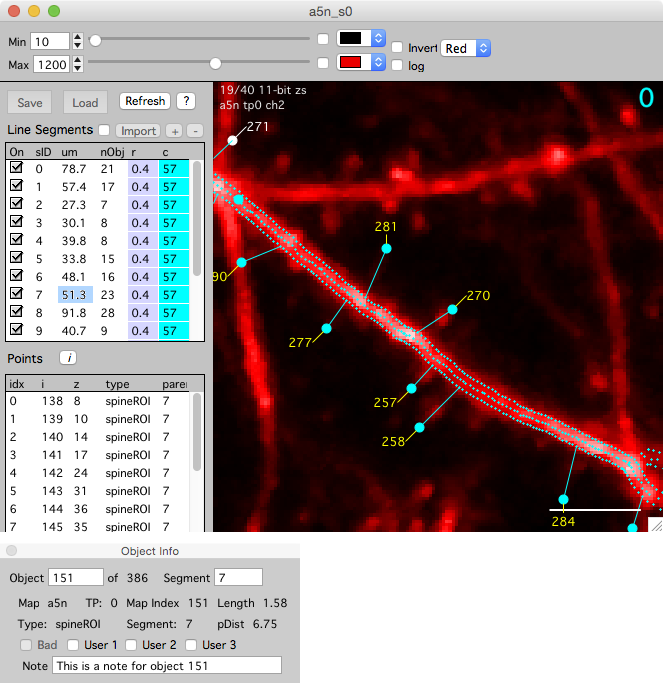 a5n_s0
Min 10
Invert Red
Max 1200
log
Save Load Refresh ?
Line Segments Import + -
On sID um nObj r c
0 78.7 21 0.4 57
1 57.4 17 0.4 57
2 27.3 7 0.4 57
3 30.1 8 0.4 57
4 39.8 8 0.4 57
5 33.8 15 0.4 57
6 48.1 16 0.4 57
7 51.3 23 0.4 57
8 91.8 28 0.4 57
9 40.7 9 0.4 57
Points i
idx i z type parei
0 138 8 spineROI 7
1 139 10 spineROI 7
2 140 14 spineROI 7
3 141 17 spineROI 7
4 142 24 spineROI 7
5 143 31 spineROI 7
6 144 36 spineROI 7
7 145 35 spineROI 7
19/40 11-bit zs
a5n tp0 ch2
0
271
281
90
270
277
257
258
284
Object Info
Object 151 of 386 Segment 7
Map a5n TP: 0 Map Index 151 Length 1.58
Type: spineROI Segment: 7 pDist 6.75
Bad User 1 User 2 User 3
Note This is a note for object 151